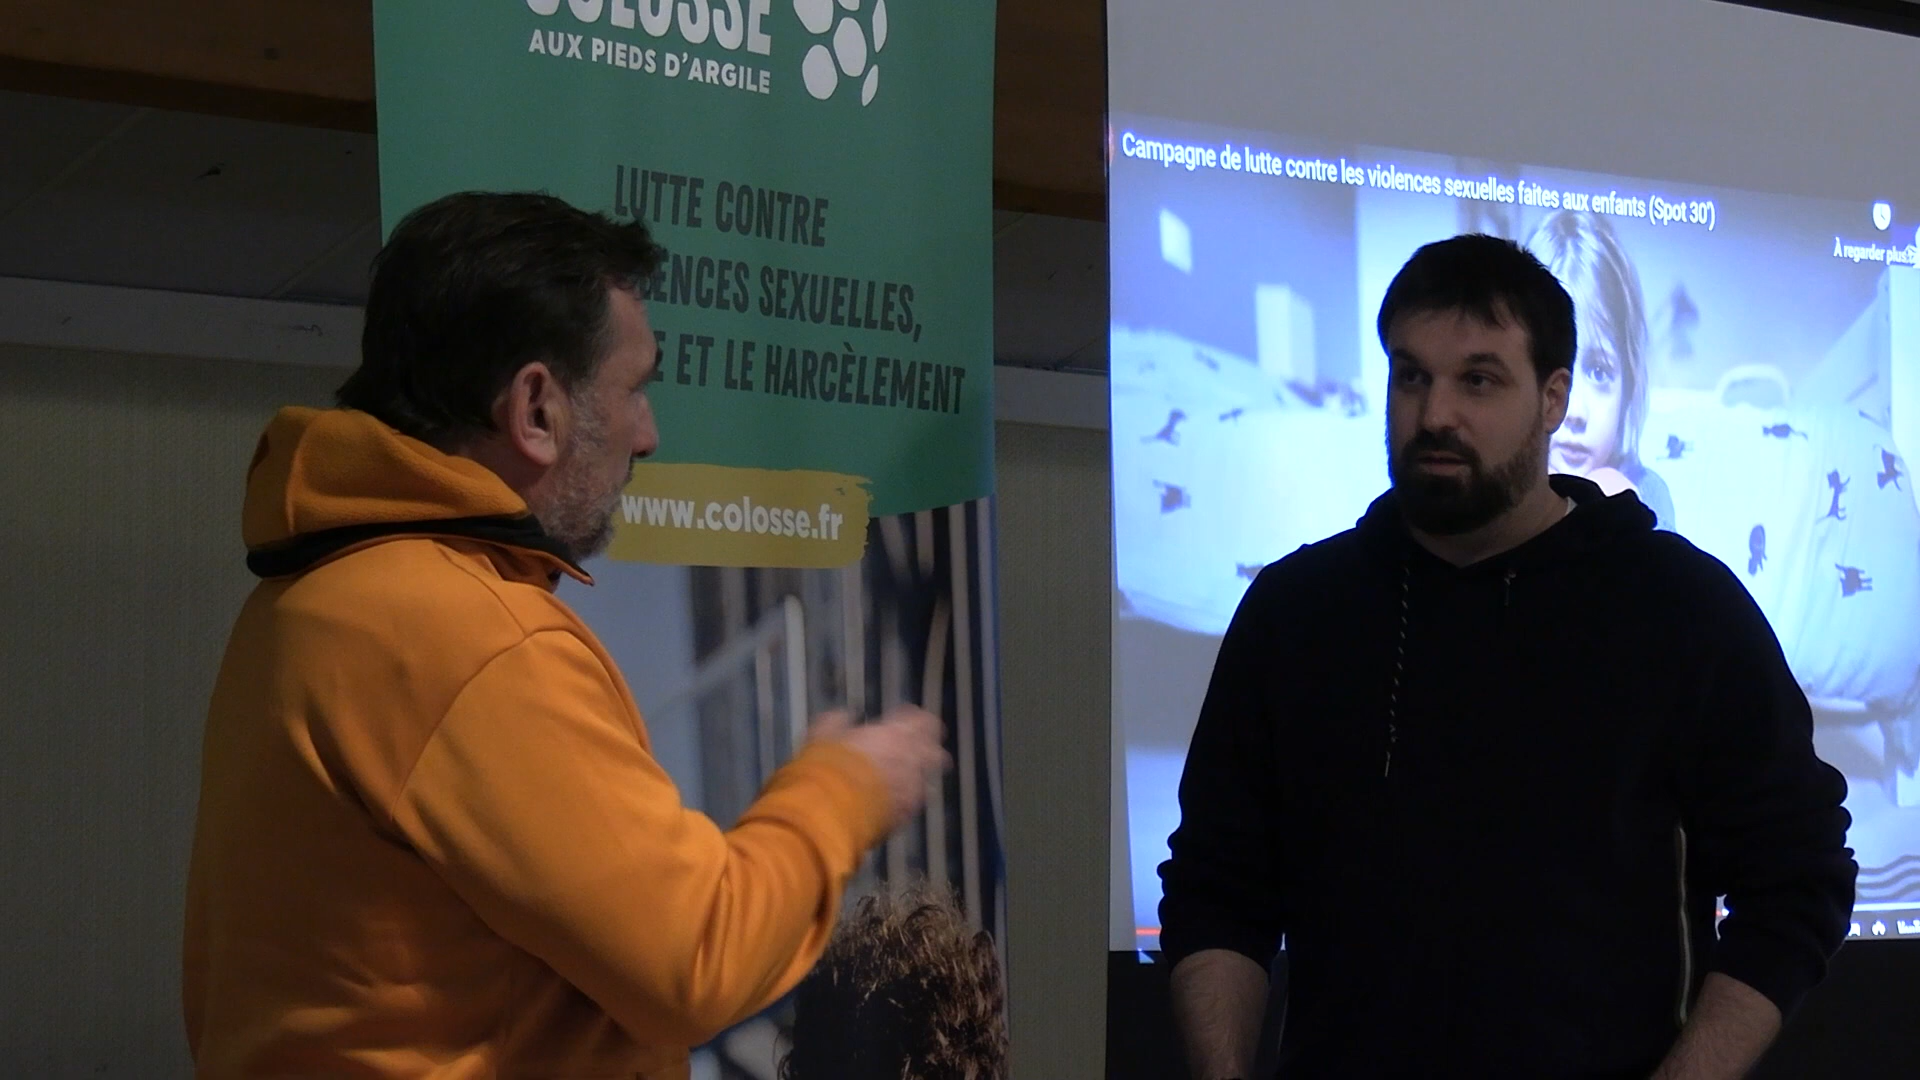 COLOSSE
AUX PIEDS D'ARGILE
LUTTE CONTRE
SEXUELLES,
ET LE HARCÈLEMENT
www.colosse.fr
Campagne de lutte contre les violences sexuelles faites aux enfants (Spot 30')
À regarder plus